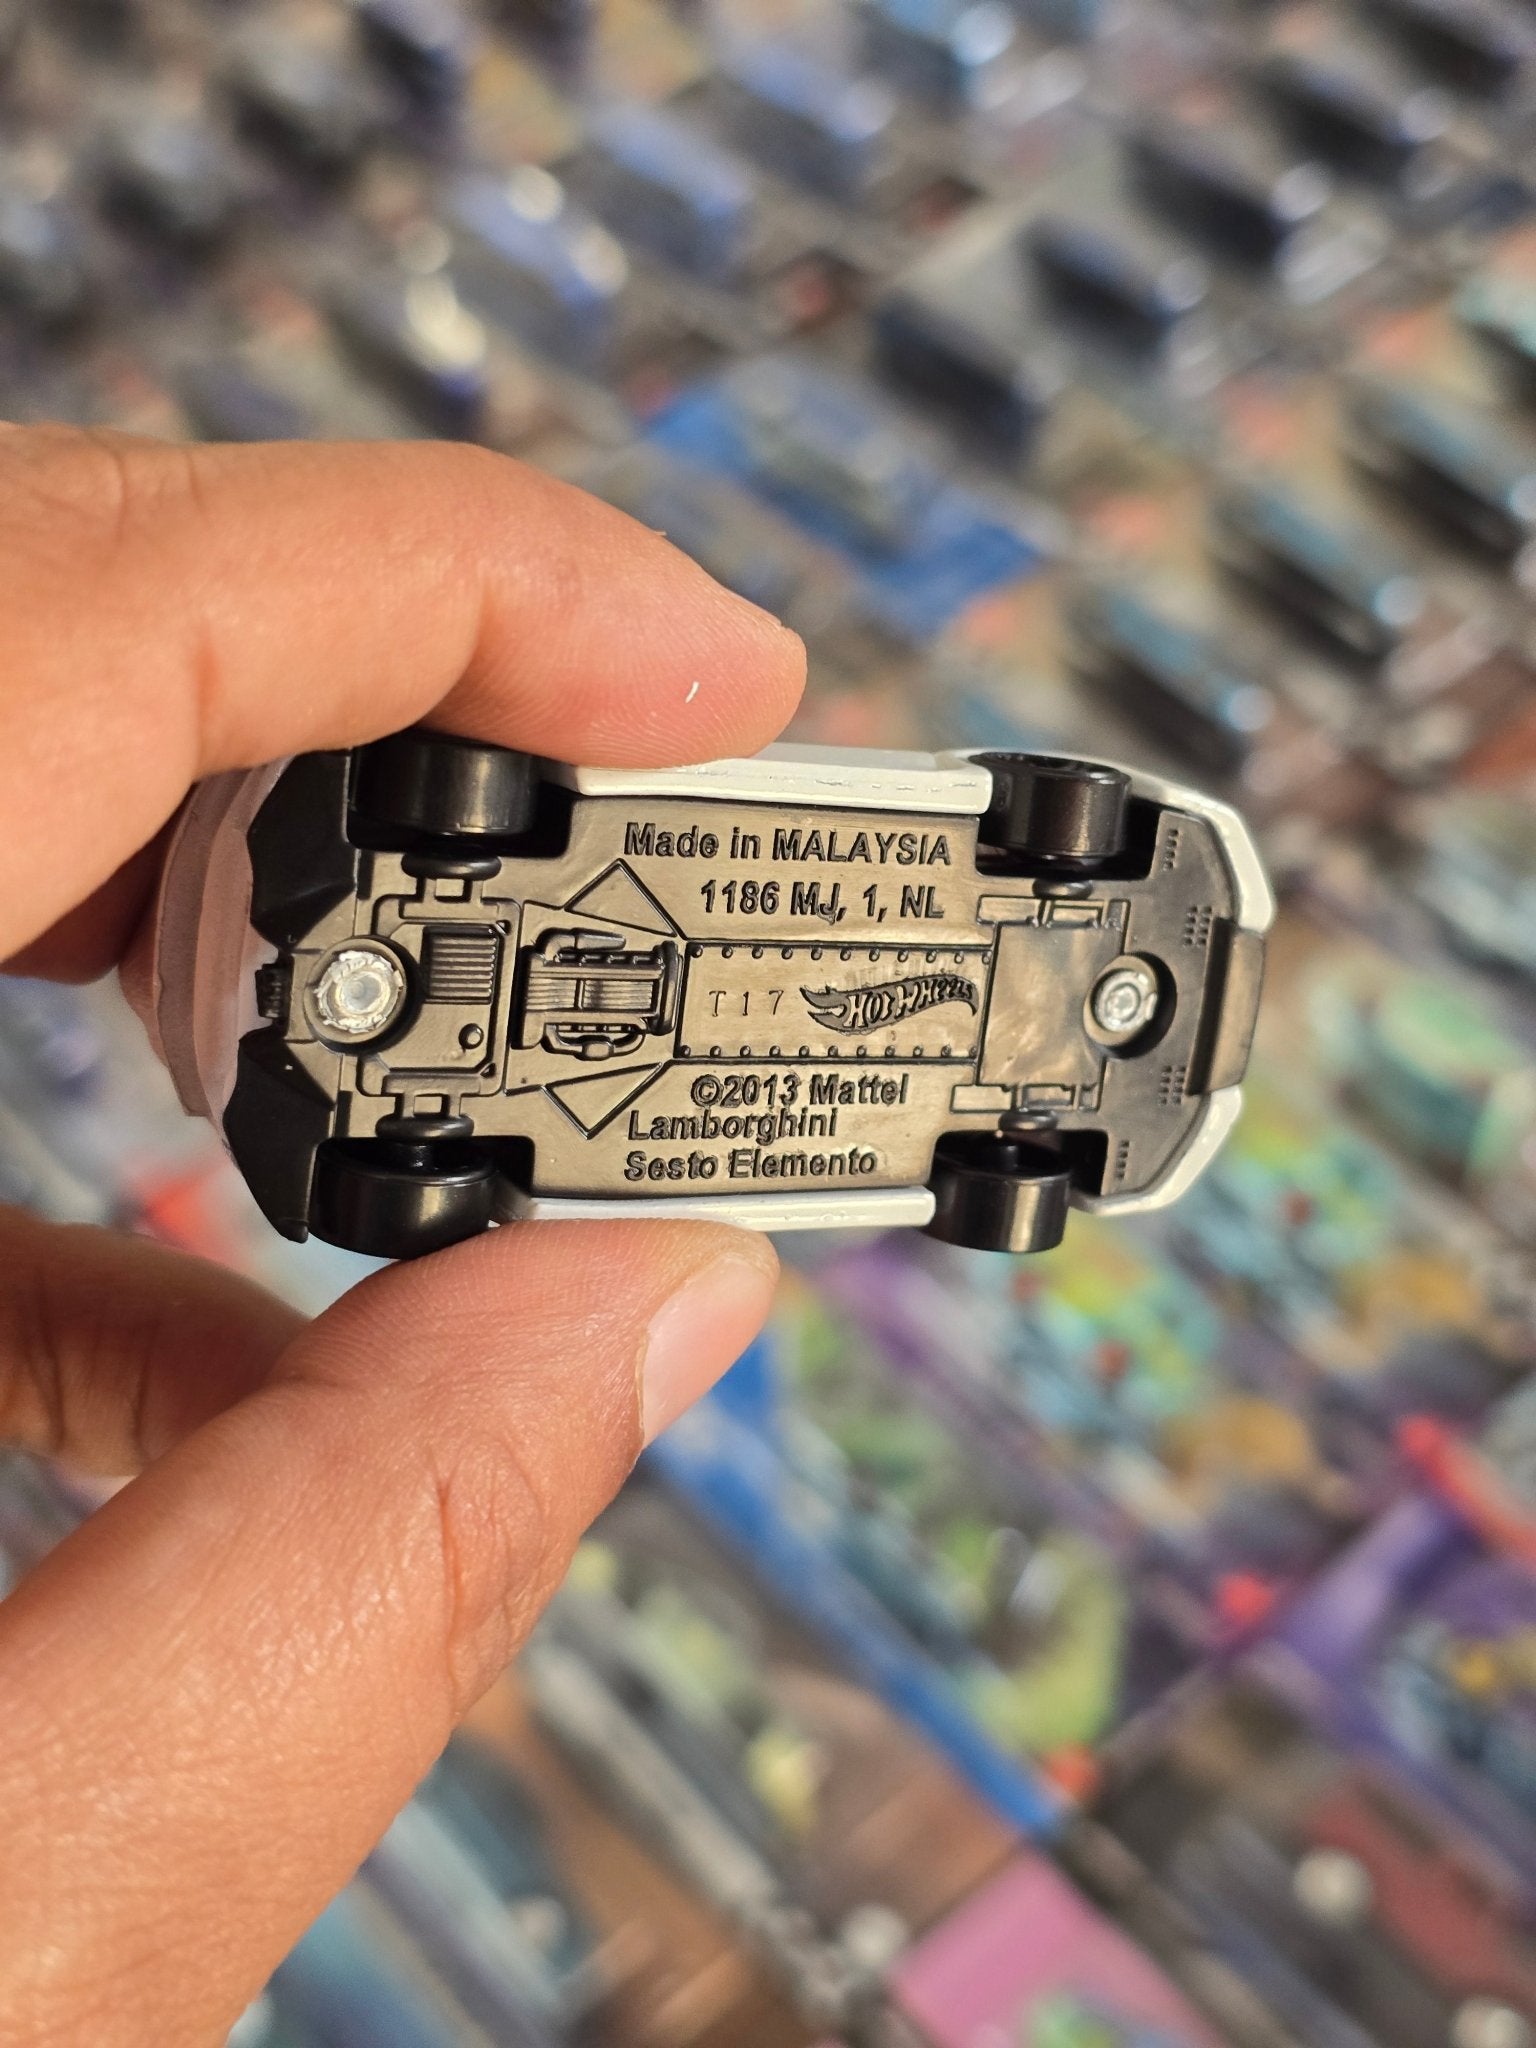 Made in MALAYSIA
1186 MJ, 1, NL
T17 HOT WHEELS
©2013 Mattel
Lamborghini
Sesto Elemento